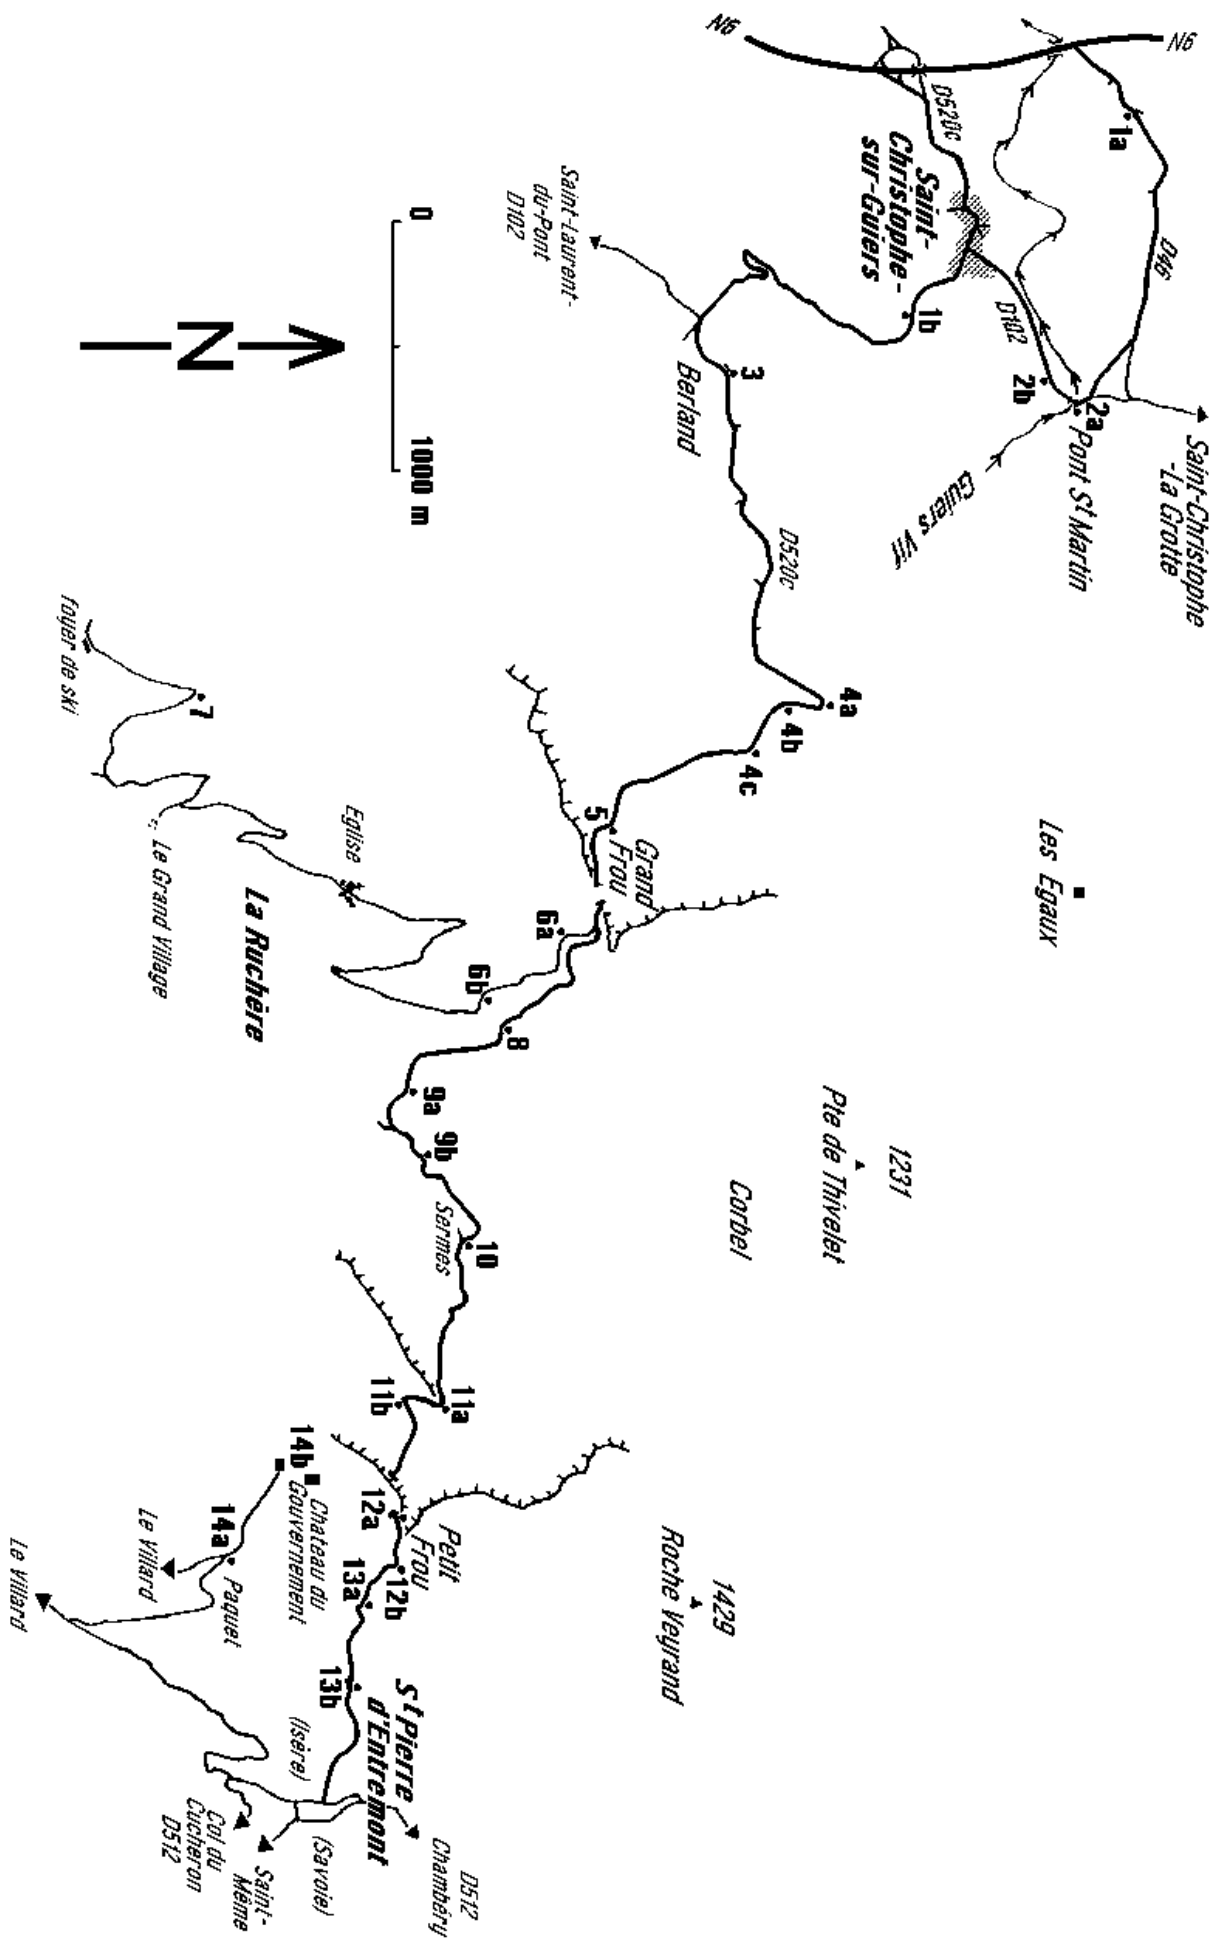 N6
N6
1a
D46
D520c
Saint-
Christophe-
sur-Guiers
D102
1b
2b
2a
Pont St Martin
Saint-Christophe
-La Grotte
Guiers Vif
Saint-Laurent-
du-Pont
D102
0
1000 m
N
3
Berland
D520c
4a
4b
4c
5
Grand
Frou
Les Egaux
6a
6b
7
foyer de ski
Le Grand Village
Eglise
La Ruchère
8
9a
9b
10
Sermes
1231
Pte de Thivelet
Corbel
11a
11b
12a
Petit
Frou
12b
13a
13b
14b
Chateau du
Gouvernement
14a
Paquet
Le Villard
Le Villard
1429
Roche Veyrand
St Pierre
d'Entremont
(Isère)
(Savoie)
D512
Chambéry
Saint-
Même
Col du
Cucheron
D512